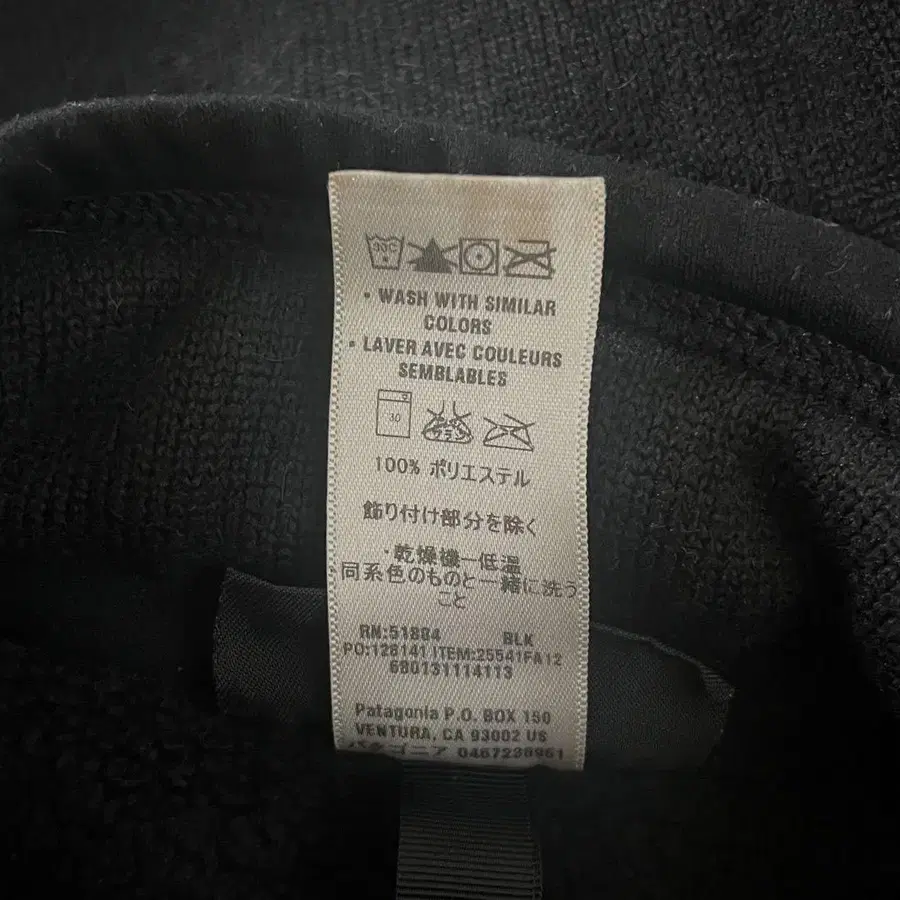 30C
• WASH WITH SIMILAR
COLORS
• LAVER AVEC COULEURS
SEMBLABLES
30
100% ポリエステル
飾り付け部分を除く
・乾燥機ー低温
同系色のものと一緒に洗う
こと
RN:51884 BLK
PO:128141 ITEM:25541FA12
680131114113
Patagonia P.O. BOX 150
VENTURA, CA 93002 US
パタゴニア